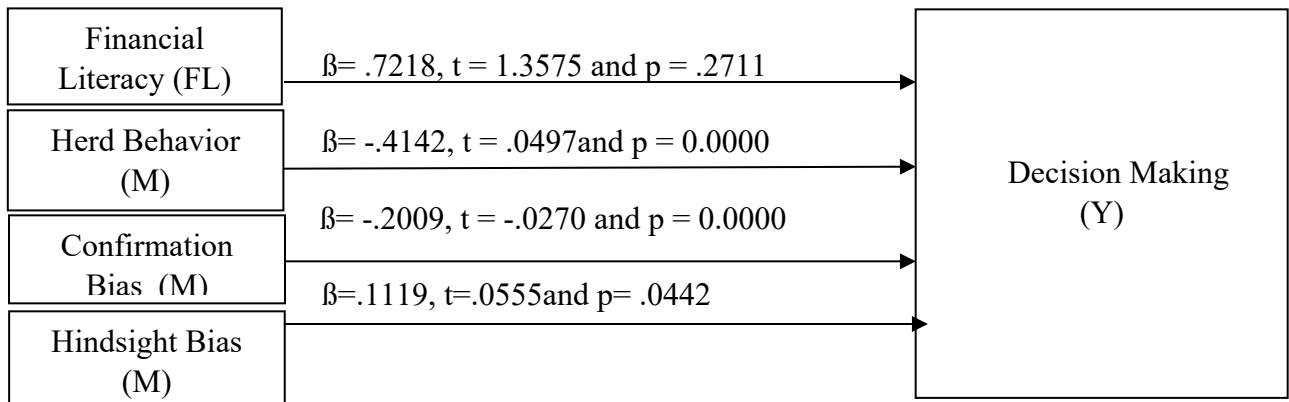 Financial
Literacy (FL)
ß= .7218, t = 1.3575 and p = .2711
Herd Behavior
(M)
ß= -.4142, t = .0497and p = 0.0000
Confirmation
Bias (M)
ß= -.2009, t = -.0270 and p = 0.0000
Hindsight Bias
(M)
ß=.1119, t=.0555and p= .0442
Decision Making
(Y)